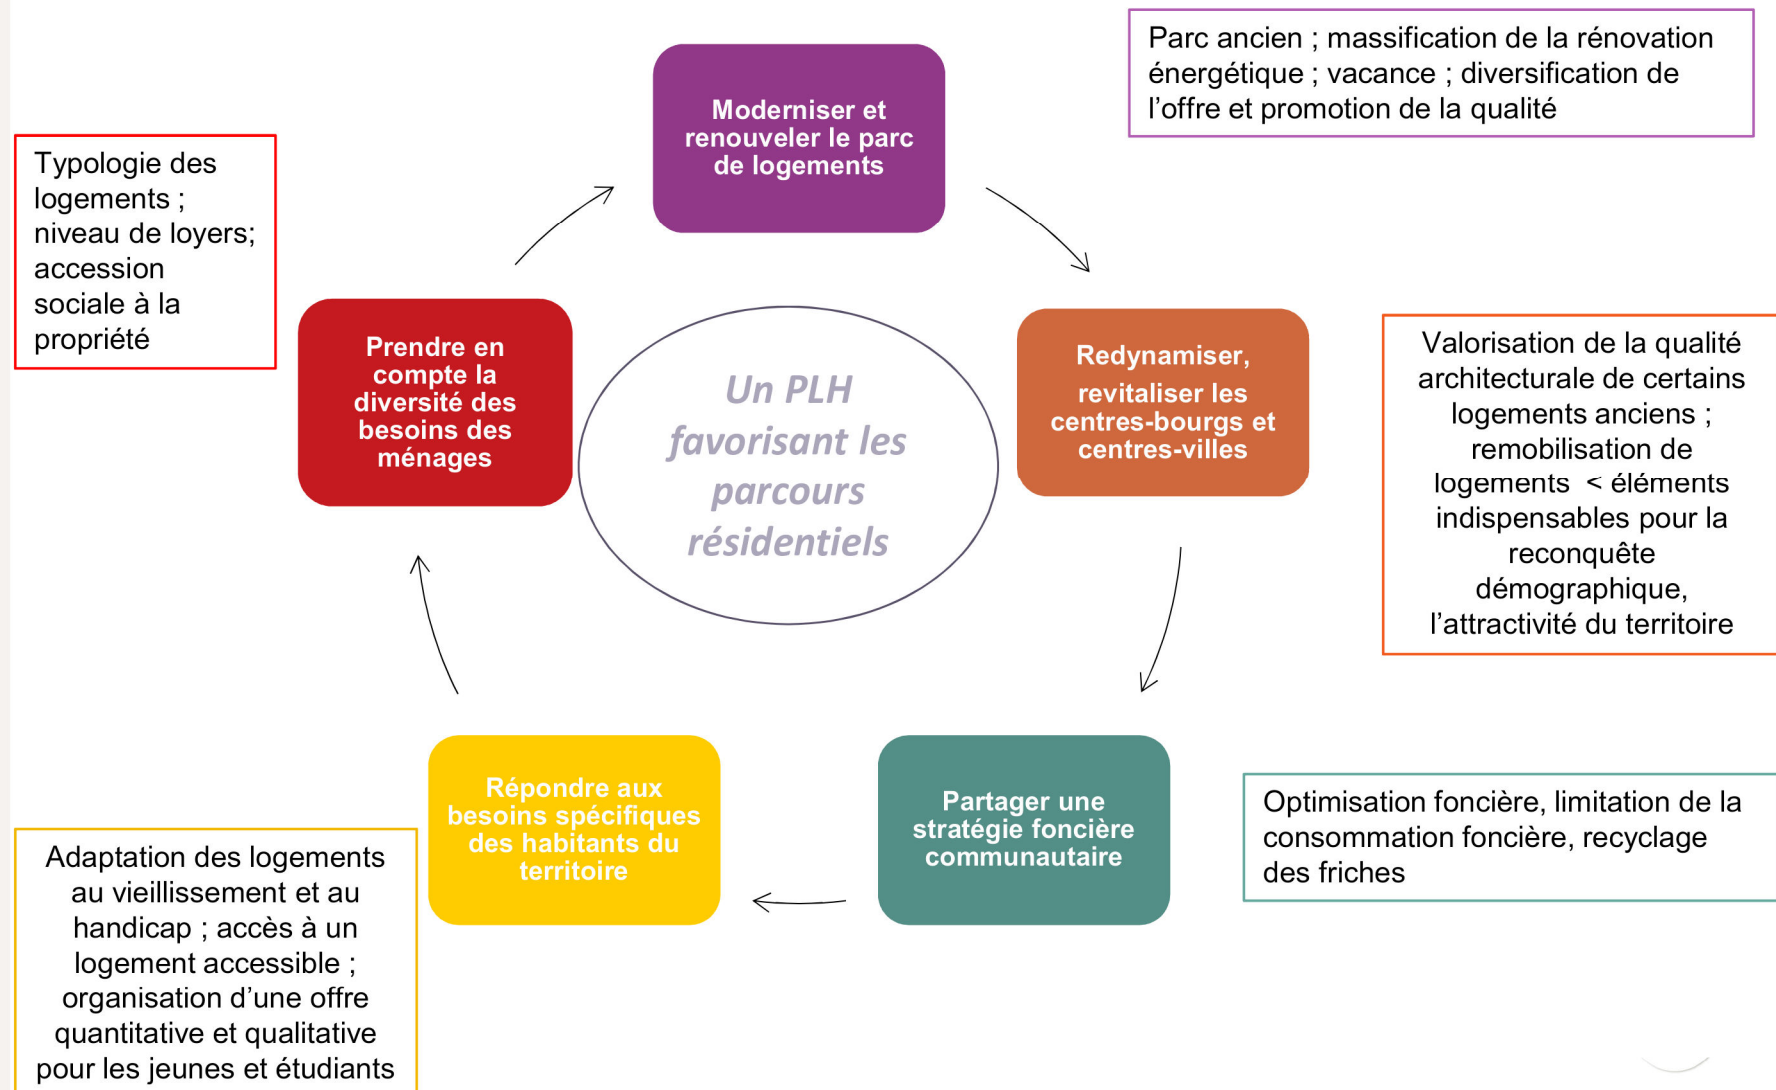 Parc ancien ; massification de la rénovation
énergétique ; vacance ; diversification de
l'offre et promotion de la qualité
Moderniser et
renouveler le parc
de logements
Typologie des
logements ;
niveau de loyers;
accession
sociale à la
propriété
Prendre en
compte la
diversité des
besoins des
ménages
Un PLH
favorisant les
parcours
résidentiels
Redynamiser,
revitaliser les
centres-bourgs et
centres-villes
Valorisation de la qualité
architecturale de certains
logements anciens ;
remobilisation de
logements < éléments
indispensables pour la
reconquête
démographique,
l'attractivité du territoire
Répondre aux
besoins spécifiques
des habitants du
territoire
Partager une
stratégie foncière
communautaire
Optimisation foncière, limitation de la
consommation foncière, recyclage
des friches
Adaptation des logements
au vieillissement et au
handicap ; accès à un
logement accessible ;
organisation d'une offre
quantitative et qualitative
pour les jeunes et étudiants